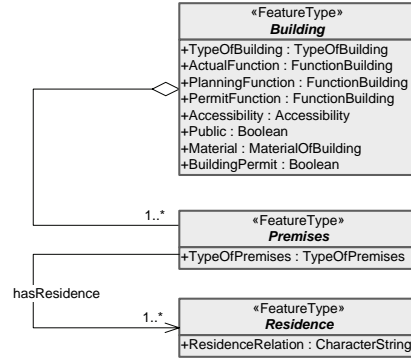 «FeatureType»
Building
+TypeOfBuilding : TypeOfBuilding
+ActualFunction : FunctionBuilding
+PlanningFunction : FunctionBuilding
+PermitFunction : FunctionBuilding
+Accessibility : Accessibility
+Public : Boolean
+Material : MaterialOfBuilding
+BuildingPermit : Boolean
1..*
«FeatureType»
Premises
+TypeOfPremises : TypeOfPremises
hasResidence
1..*
«FeatureType»
Residence
+ResidenceRelation : CharacterString